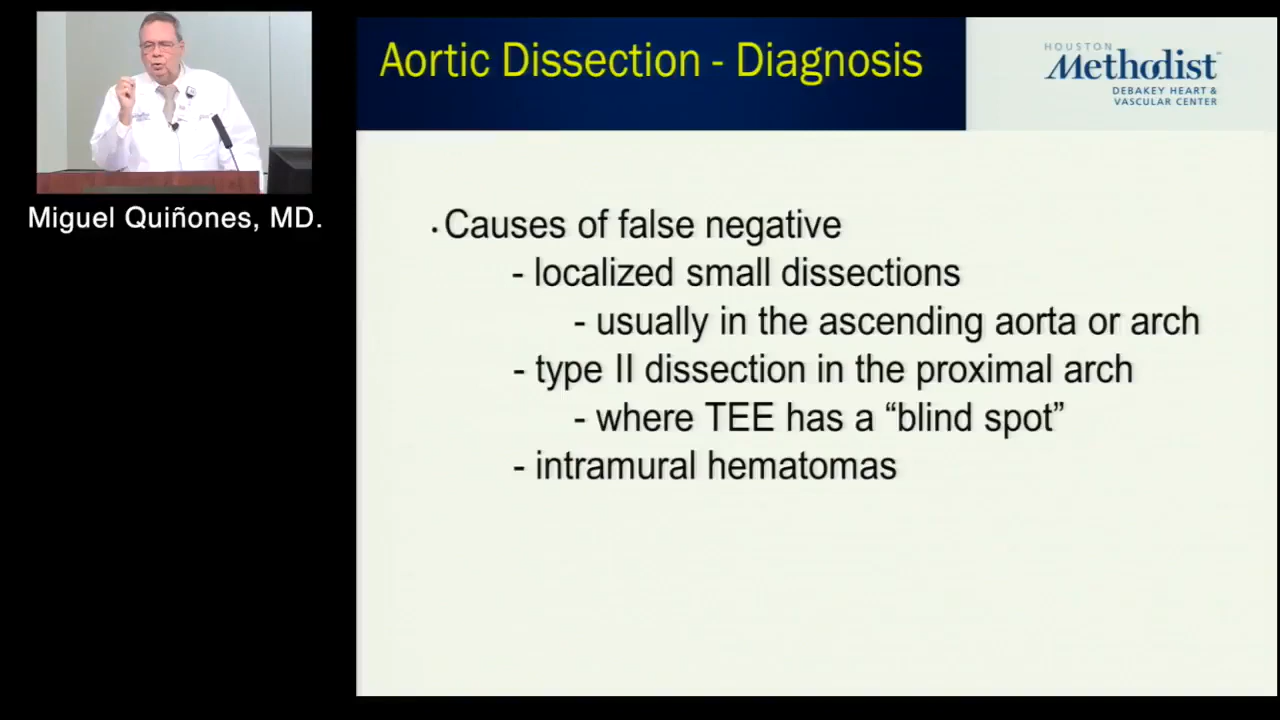 Aortic Dissection - Diagnosis
HOUSTON
Methodist
DEBAKEY HEART &
VASCULAR CENTER
Miguel Quiñones, MD.
· Causes of false negative
- localized small dissections
- usually in the ascending aorta or arch
- type II dissection in the proximal arch
- where TEE has a “blind spot”
- intramural hematomas